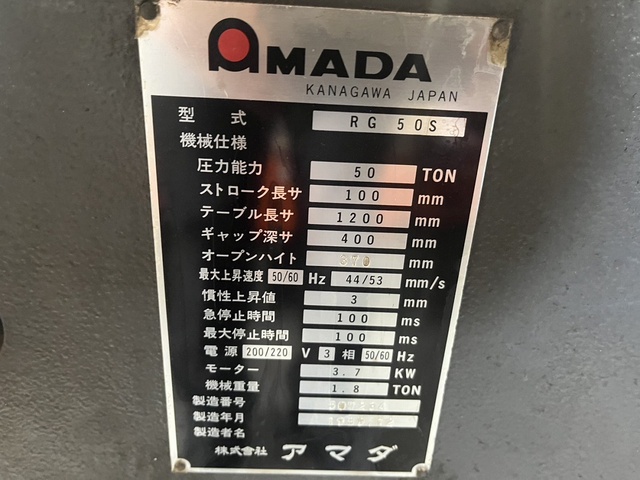 AMADA
KANAGAWA JAPAN
型式 RG 50S
機械仕様
圧力能力 50 TON
ストローク長サ 100 mm
テーブル長サ 1200 mm
ギャップ深サ 400 mm
オープンハイト 370 mm
最大上昇速度 50/60 Hz 44/53 mm/s
慣性上昇値 3 mm
急停止時間 100 ms
最大停止時間 100 ms
電源 200/220 V 3 相 50/60 Hz
モーター 3.7 KW
機械重量 1.8 TON
製造番号
製造年月
製造者名
株式会社 アマダ